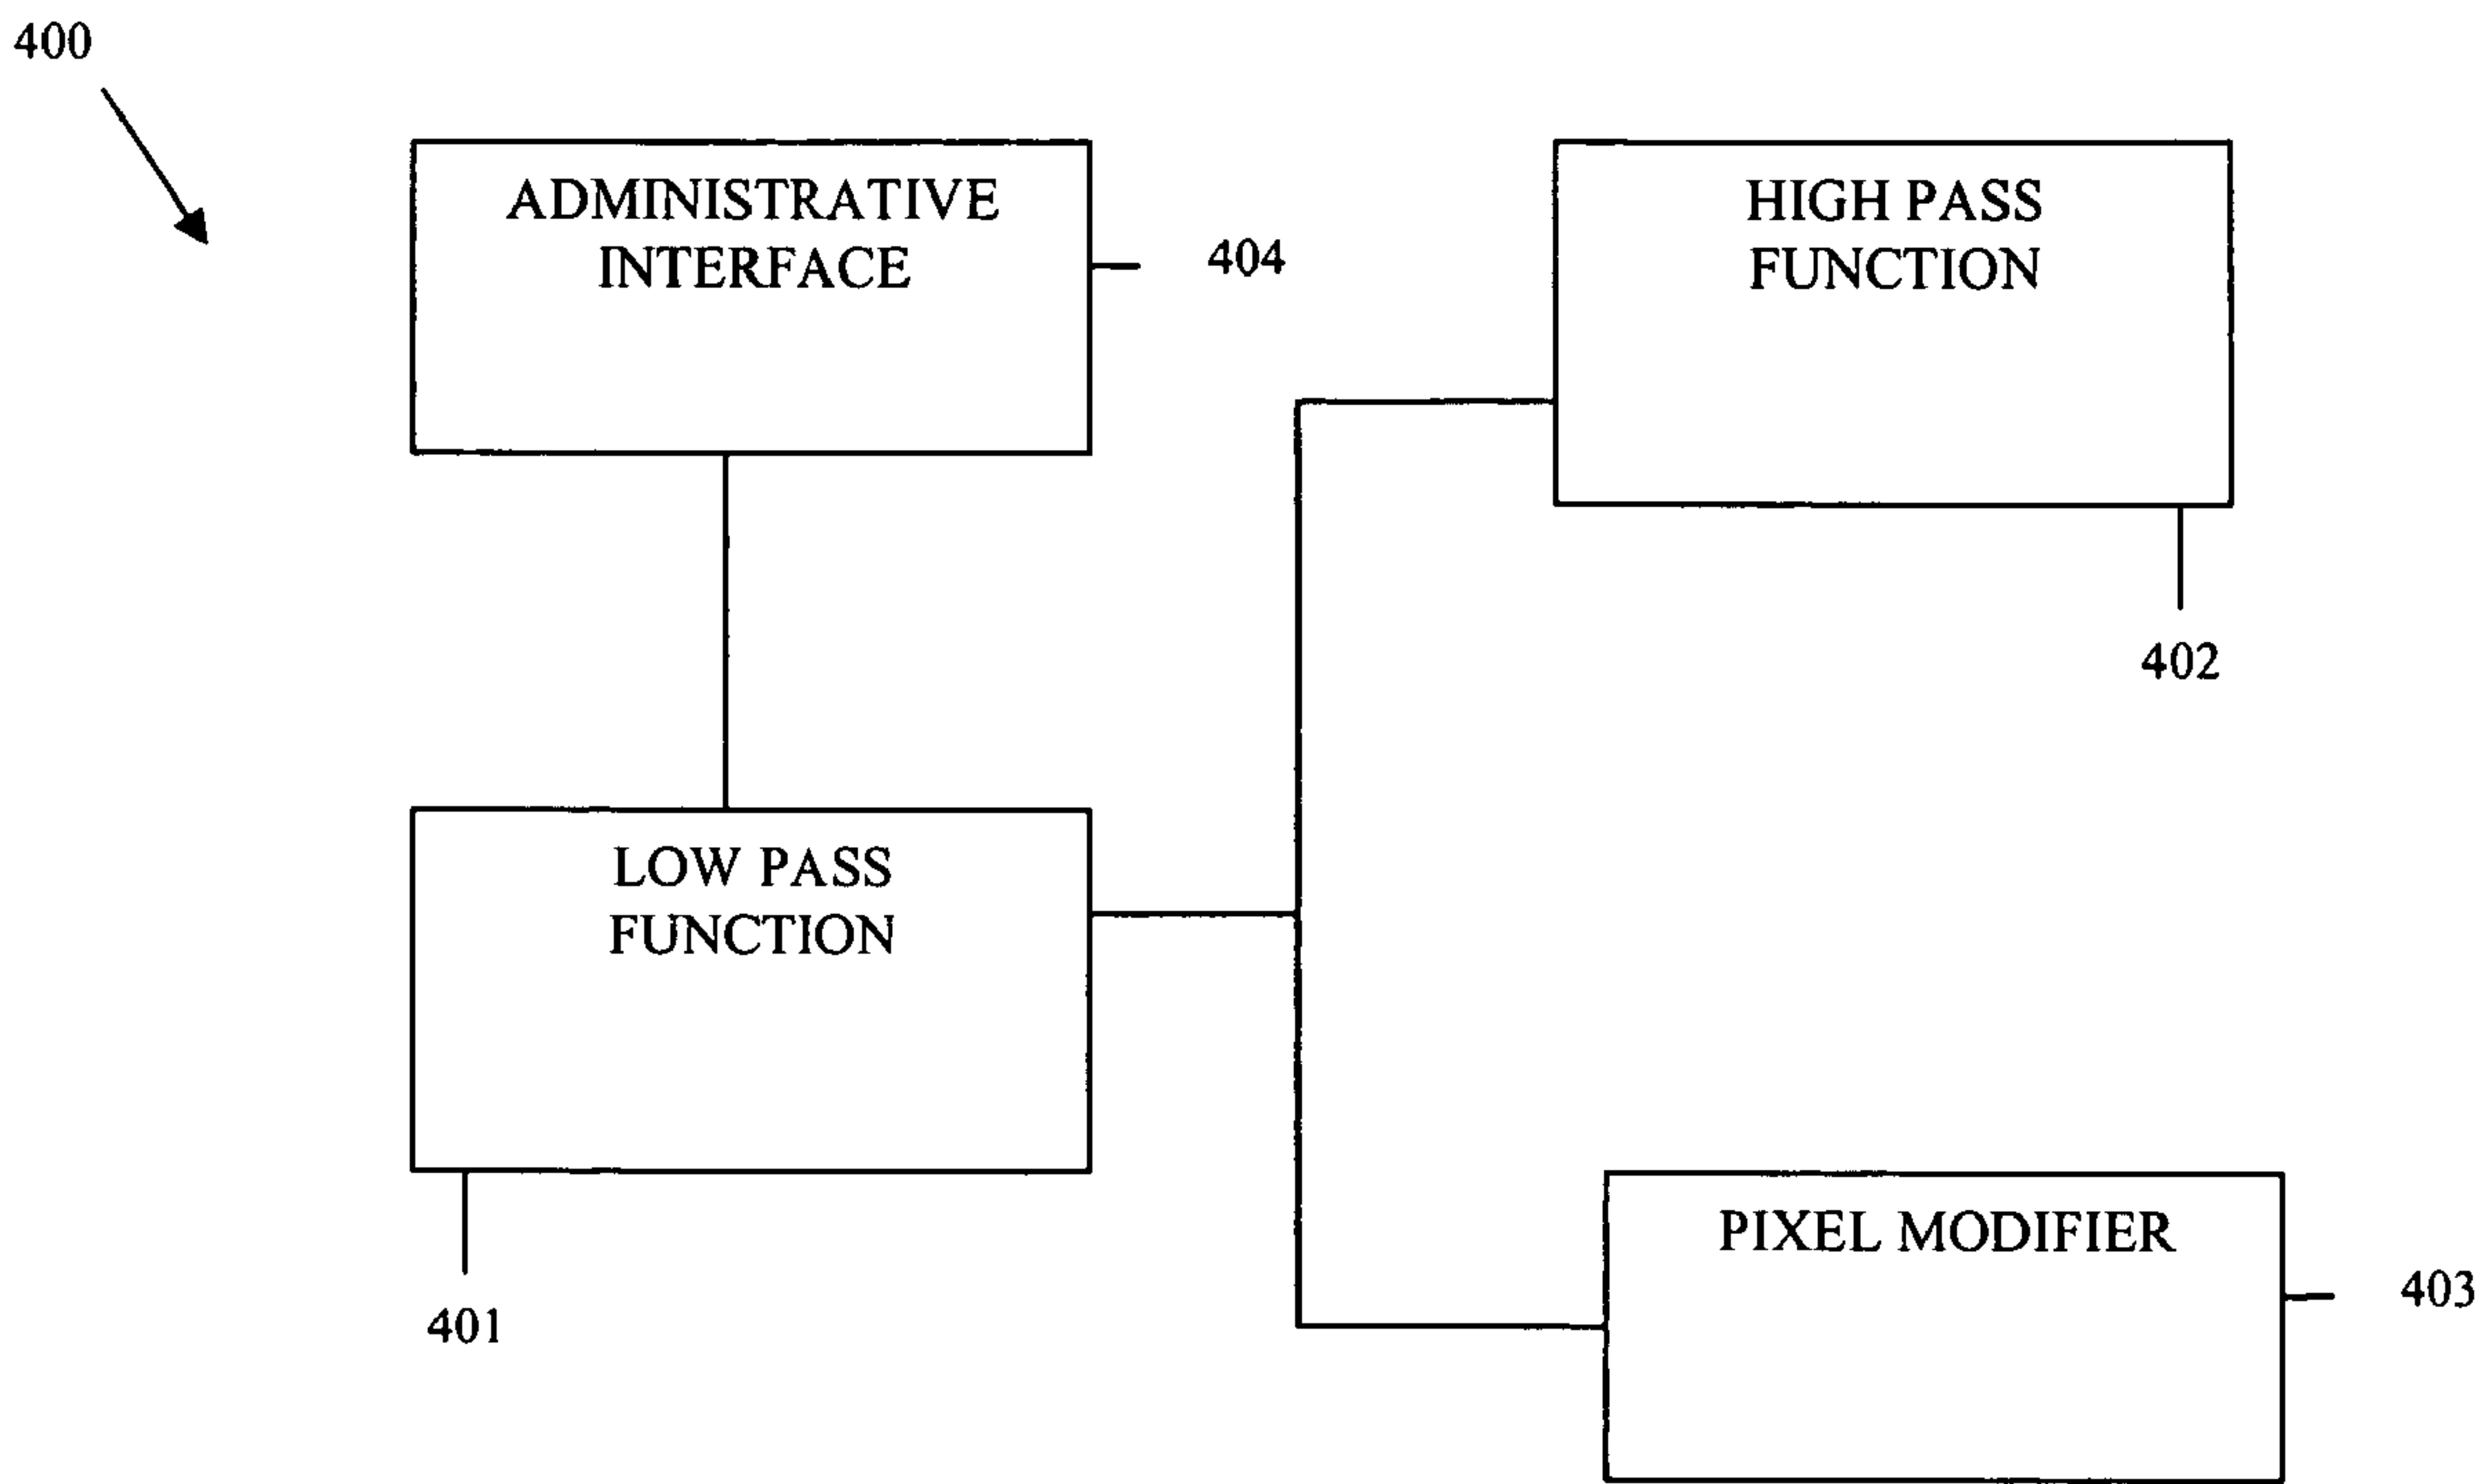 400
ADMINISTRATIVE
INTERFACE
404
HIGH PASS
FUNCTION
402
LOW PASS
FUNCTION
401
PIXEL MODIFIER
403